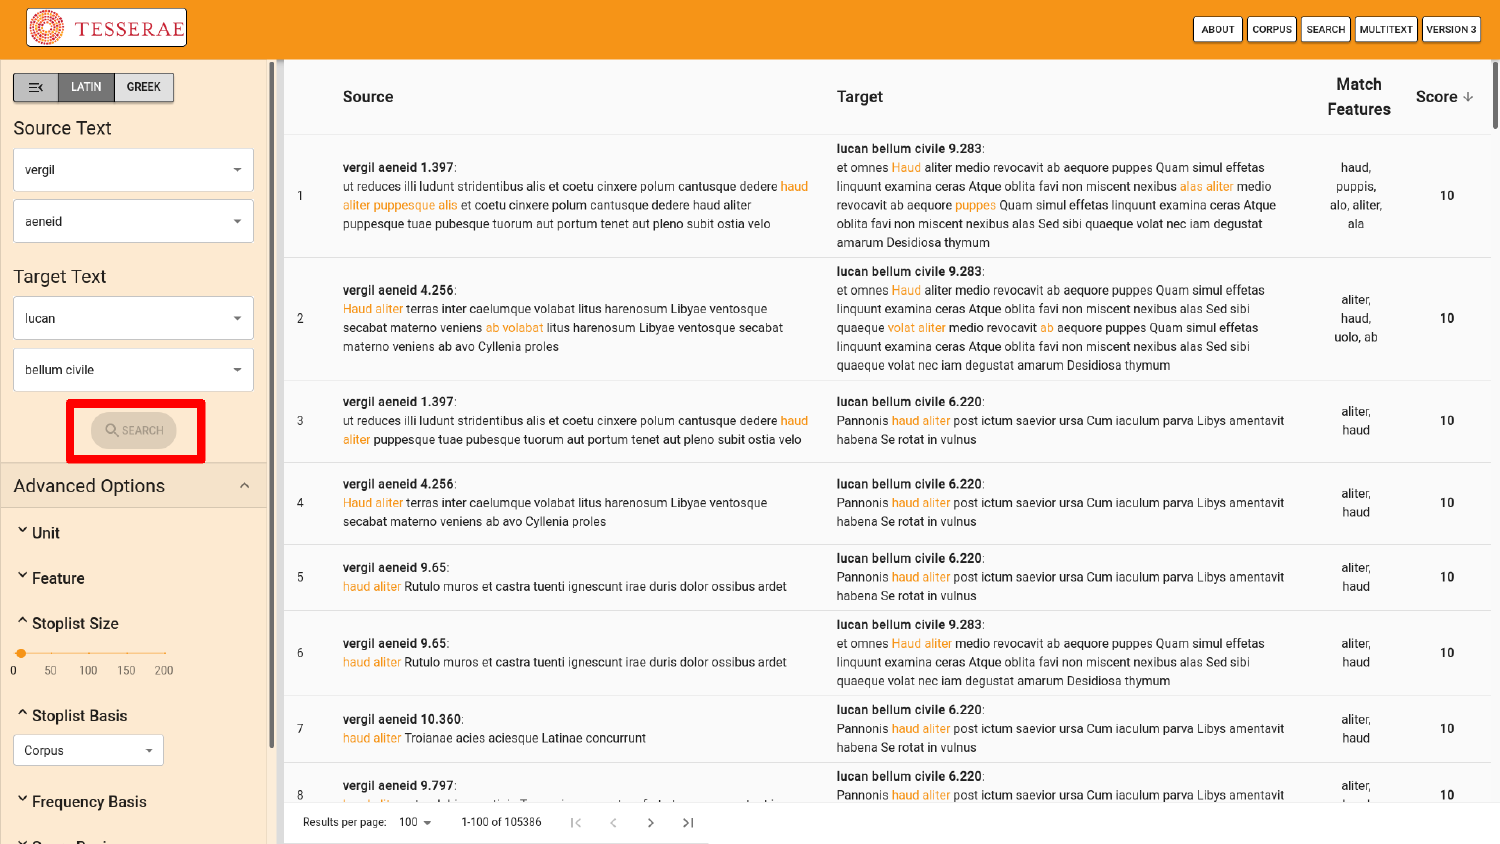 TESSERAE
ABOUT
CORPUS
SEARCH
MULTITEXT
VERSION 3
LATIN
GREEK
Source Text
vergil
aeneid
Target Text
lucan
bellum civile
SEARCH
Advanced Options
Unit
Feature
Stoplist Size
0 50 100 150 200
Stoplist Basis
Corpus
Frequency Basis
Source
Target
Match
Features
Score
1
vergil aeneid 1.397:
ut reduces illi ludunt stridentibus alis et coetu cinxere polum cantusque dedere haud
aliter puppesque alis et coetu cinxere polum cantusque dedere haud aliter
puppesque tuae pubesque tuorum aut portum tenet aut pleno subit ostia velo
lucan bellum civile 9.283:
et omnes Haud aliter medio revocavit ab aequore puppes Quam simul effetas
linquunt examina ceras Atque oblita favi non miscent nexibus alas aliter medio
revocavit ab aequore puppes Quam simul effetas linquunt examina ceras Atque
oblita favi non miscent nexibus alas Sed sibi quaeque volat nec iam degustat
amarum Desidiosa thymum
haud,
puppis,
alo, aliter,
ala
10
2
vergil aeneid 4.256:
Haud aliter terras inter caelumque volabat litus harenosum Libyae ventosque
secabat materno veniens ab volabat litus harenosum Libyae ventosque secabat
materno veniens ab avo Cyllenia proles
lucan bellum civile 9.283:
et omnes Haud aliter medio revocavit ab aequore puppes Quam simul effetas
linquunt examina ceras Atque oblita favi non miscent nexibus alas Sed sibi
quaeque volat aliter medio revocavit ab aequore puppes Quam simul effetas
linquunt examina ceras Atque oblita favi non miscent nexibus alas Sed sibi
quaeque volat nec iam degustat amarum Desidiosa thymum
aliter,
haud,
uolo, ab
10
3
vergil aeneid 1.397:
ut reduces illi ludunt stridentibus alis et coetu cinxere polum cantusque dedere haud
aliter puppesque tuae pubesque tuorum aut portum tenet aut pleno subit ostia velo
lucan bellum civile 6.220:
Pannonis haud aliter post ictum saevior ursa Cum iaculum parva Libys amentavit
habena Se rotat in vulnus
aliter,
haud
10
4
vergil aeneid 4.256:
Haud aliter terras inter caelumque volabat litus harenosum Libyae ventosque
secabat materno veniens ab avo Cyllenia proles
lucan bellum civile 6.220:
Pannonis haud aliter post ictum saevior ursa Cum iaculum parva Libys amentavit
habena Se rotat in vulnus
aliter,
haud
10
5
vergil aeneid 9.65:
haud aliter Rutulo muros et castra tuenti ignescunt irae duris dolor ossibus ardet
lucan bellum civile 6.220:
Pannonis haud aliter post ictum saevior ursa Cum iaculum parva Libys amentavit
habena Se rotat in vulnus
aliter,
haud
10
6
vergil aeneid 9.65:
haud aliter Rutulo muros et castra tuenti ignescunt irae duris dolor ossibus ardet
lucan bellum civile 9.283:
et omnes Haud aliter medio revocavit ab aequore puppes Quam simul effetas
linquunt examina ceras Atque oblita favi non miscent nexibus alas Sed sibi
quaeque volat nec iam degustat amarum Desidiosa thymum
aliter,
haud
10
7
vergil aeneid 10.360:
haud aliter Troianae acies aciesque Latinae concurrunt
lucan bellum civile 6.220:
Pannonis haud aliter post ictum saevior ursa Cum iaculum parva Libys amentavit
habena Se rotat in vulnus
aliter,
haud
10
8
vergil aeneid 9.797:
lucan bellum civile 6.220:
Pannonis haud aliter post ictum saevior ursa Cum iaculum parva Libys amentavit
aliter,
10
Results per page: 100
1-100 of 105386